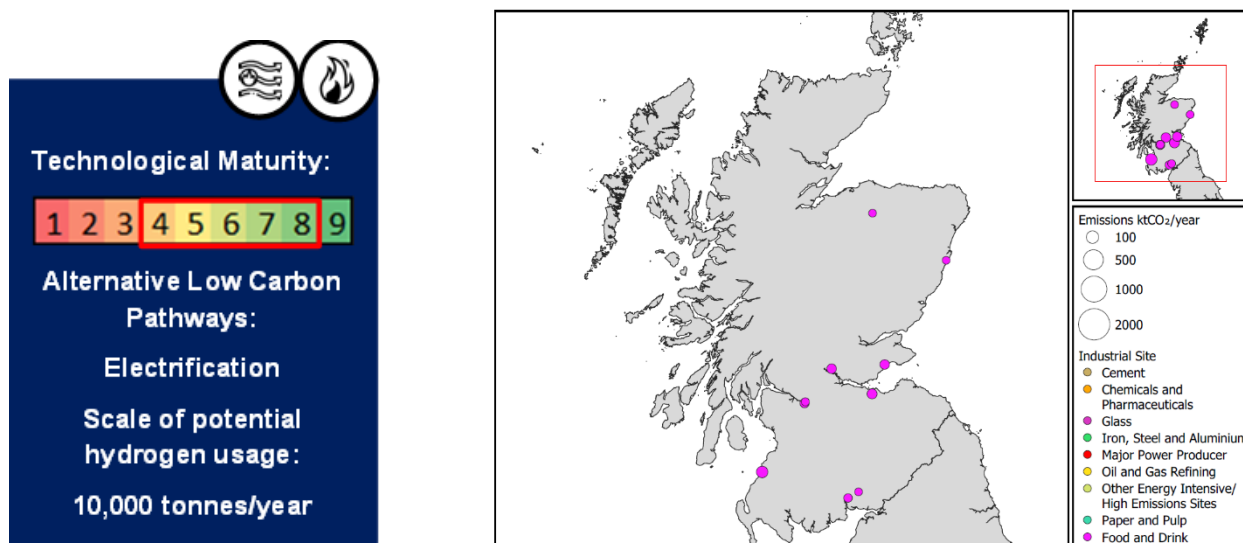 Technological Maturity:
1 2 3 4 5 6 7 8 9
Alternative Low Carbon
Pathways:
Electrification
Scale of potential
hydrogen usage:
10,000 tonnes/year
Emissions ktCO₂/year
100
500
1000
2000
Industrial Site
Cement
Chemicals and
Pharmaceuticals
Glass
Iron, Steel and Aluminium
Major Power Producer
Oil and Gas Refining
Other Energy Intensive/
High Emissions Sites
Paper and Pulp
Food and Drink